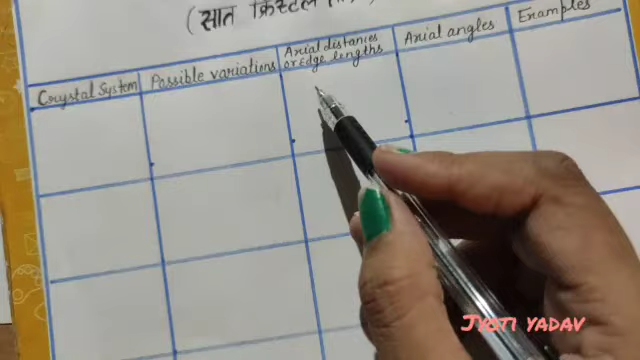 (सात क्रिस्टल
Crystal System
Possible variations
Axial distances
or Edge lengths
Axial angles
Examples
JYOTI YADAV